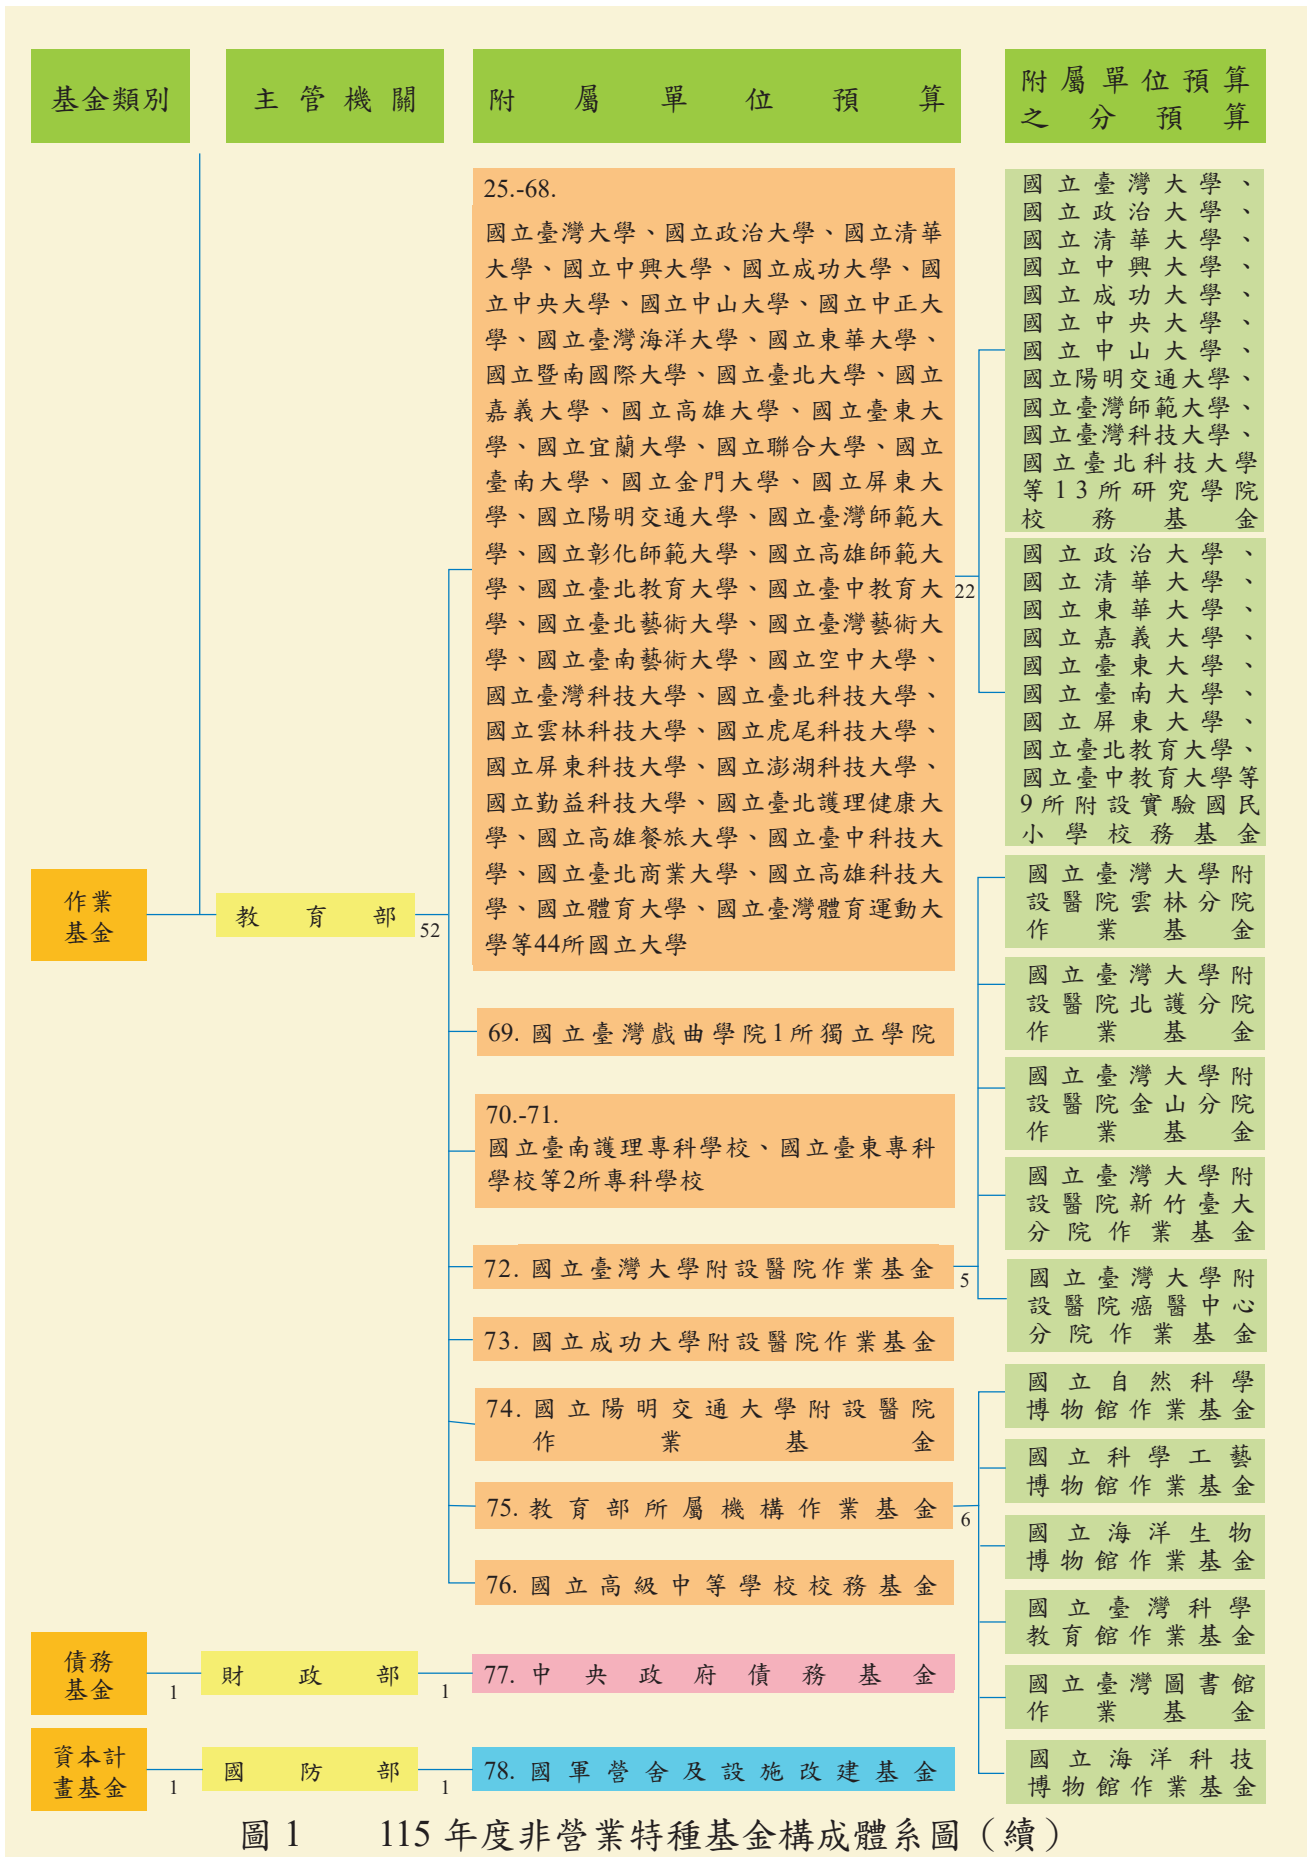 基金類別
主管機關
附屬單位預算
附屬單位預算
之分預算
25.-68.
國立臺灣大學、國立政治大學、國立清華
大學、國立中興大學、國立成功大學、國
立中央大學、國立中山大學、國立中正大
學、國立臺灣海洋大學、國立東華大學、
國立暨南國際大學、國立臺北大學、國立
嘉義大學、國立高雄大學、國立臺東大
學、國立宜蘭大學、國立聯合大學、國立
臺南大學、國立金門大學、國立屏東大
學、國立陽明交通大學、國立臺灣師範大
學、國立彰化師範大學、國立高雄師範大
學、國立臺北教育大學、國立臺中教育大
學、國立臺北藝術大學、國立臺灣藝術大
學、國立臺南藝術大學、國立空中大學、
國立臺灣科技大學、國立臺北科技大學、
國立雲林科技大學、國立虎尾科技大學、
國立屏東科技大學、國立澎湖科技大學、
國立勤益科技大學、國立臺北護理健康大
學、國立高雄餐旅大學、國立臺中科技大
學、國立臺北商業大學、國立高雄科技大
學、國立體育大學、國立臺灣體育運動大
學等44所國立大學
22
國立臺灣大學、
國立政治大學、
國立清華大學、
國立中興大學、
國立成功大學、
國立中央大學、
國立中山大學、
國立陽明交通大學、
國立臺灣師範大學、
國立臺灣科技大學、
國立臺北科技大學
等13所研究學院
校務基金
國立政治大學、
國立清華大學、
國立東華大學、
國立嘉義大學、
國立臺東大學、
國立臺南大學、
國立屏東大學、
國立臺北教育大學、
國立臺中教育大學等
9所附設實驗國民
小學校務基金
作業
基金
教育部
52
69. 國立臺灣戲曲學院1所獨立學院
70.-71.
國立臺南護理專科學校、國立臺東專科
學校等2所專科學校
72. 國立臺灣大學附設醫院作業基金
5
國立臺灣大學附
設醫院雲林分院
作業基金
國立臺灣大學附
設醫院北護分院
作業基金
國立臺灣大學附
設醫院金山分院
作業基金
國立臺灣大學附
設醫院新竹臺大
分院作業基金
國立臺灣大學附
設醫院癌醫中心
分院作業基金
73. 國立成功大學附設醫院作業基金
74. 國立陽明交通大學附設醫院
作業基金
75. 教育部所屬機構作業基金
6
國立自然科學
博物館作業基金
國立科學工藝
博物館作業基金
國立海洋生物
博物館作業基金
國立臺灣科學
教育館作業基金
國立臺灣圖書館
作業基金
國立海洋科技
博物館作業基金
76. 國立高級中等學校校務基金
債務
基金
1
財政部
1
77. 中央政府債務基金
資本計
畫基金
1
國防部
1
78. 國軍營舍及設施改建基金
圖1 115年度非營業特種基金構成體系圖（續）